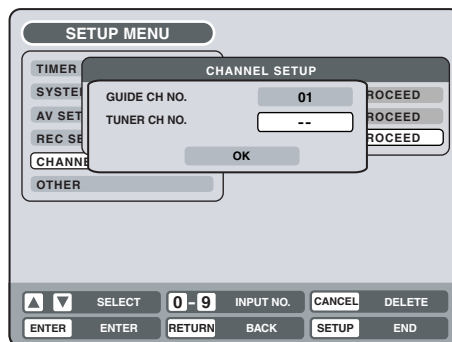 SETUP MENU
TIMER
CHANNEL SETUP
GUIDE CH NO. 01
TUNER CH NO. --
OK
AV SET
REC SE
CHANNE
OTHER
ROCEED
ROCEED
ROCEED
SELECT 0-9 INPUT NO. CANCEL DELETE
ENTER ENTER RETURN BACK SETUP END